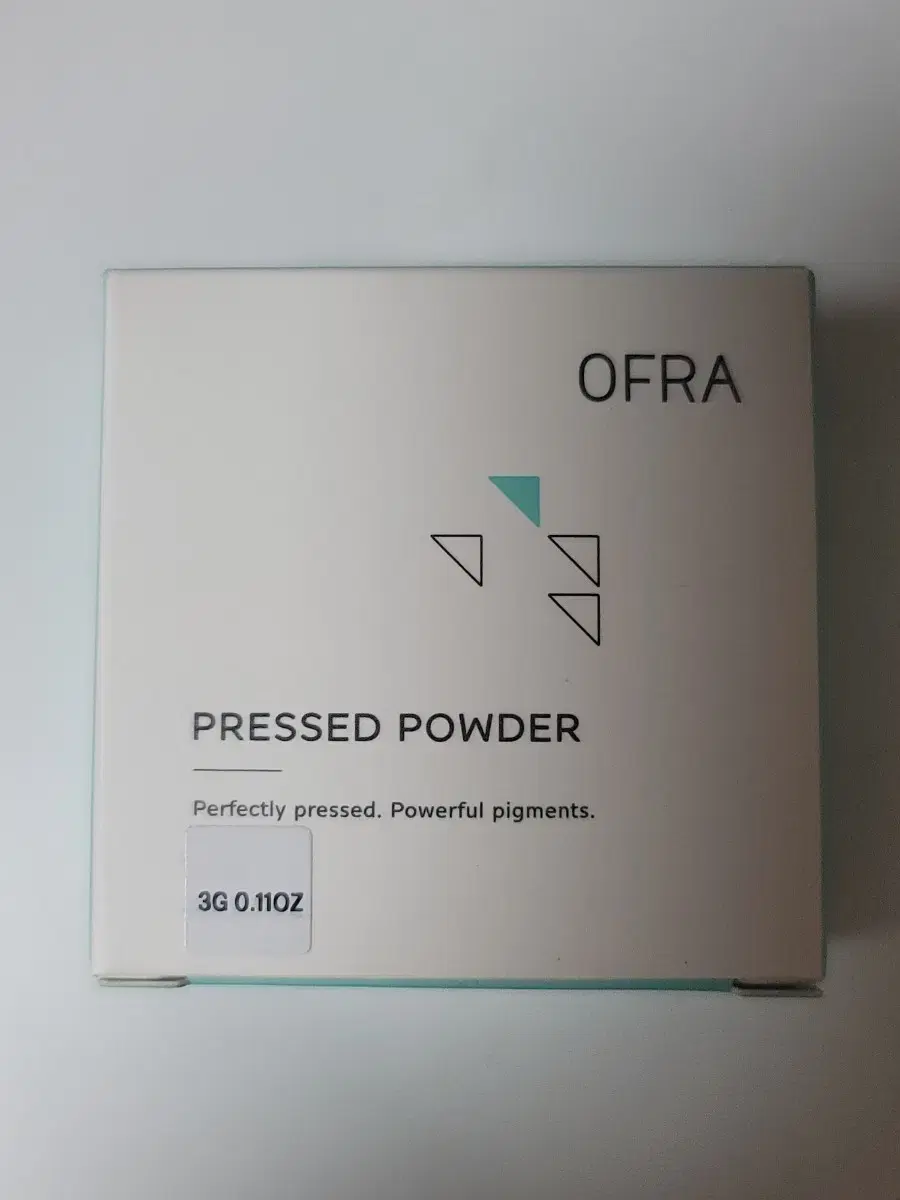 OFRA
PRESSED POWDER
Perfectly pressed. Powerful pigments.
3G 0.11OZ